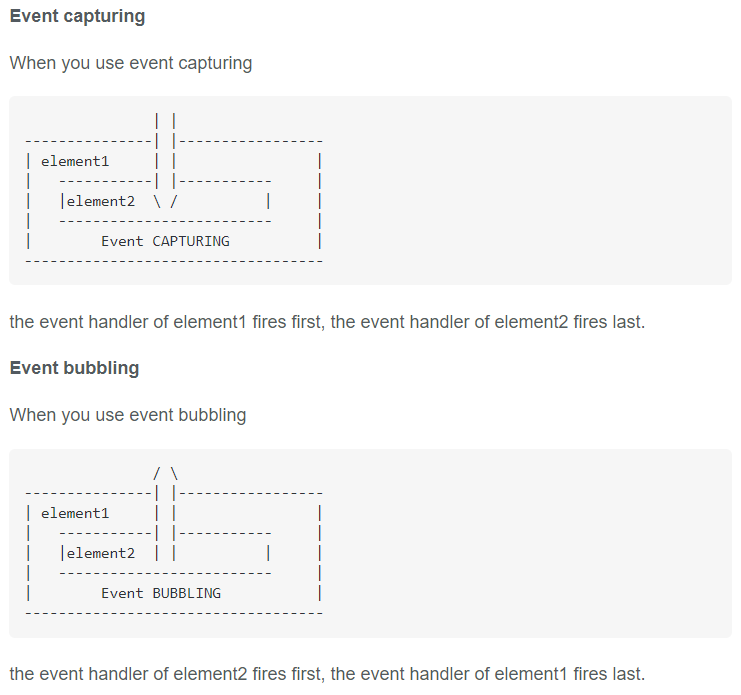 Event capturing
When you use event capturing
               | |
---------------| |-----------------
| element1     | |                |
|   -----------| |-----------     |
|   |element2  \ /          |     |
|   -------------------------     |
|        Event CAPTURING          |
-----------------------------------
the event handler of element1 fires first, the event handler of element2 fires last.
Event bubbling
When you use event bubbling
               / \
---------------| |-----------------
| element1     | |                |
|   -----------| |-----------     |
|   |element2  | |          |     |
|   -------------------------     |
|        Event BUBBLING           |
-----------------------------------
the event handler of element2 fires first, the event handler of element1 fires last.